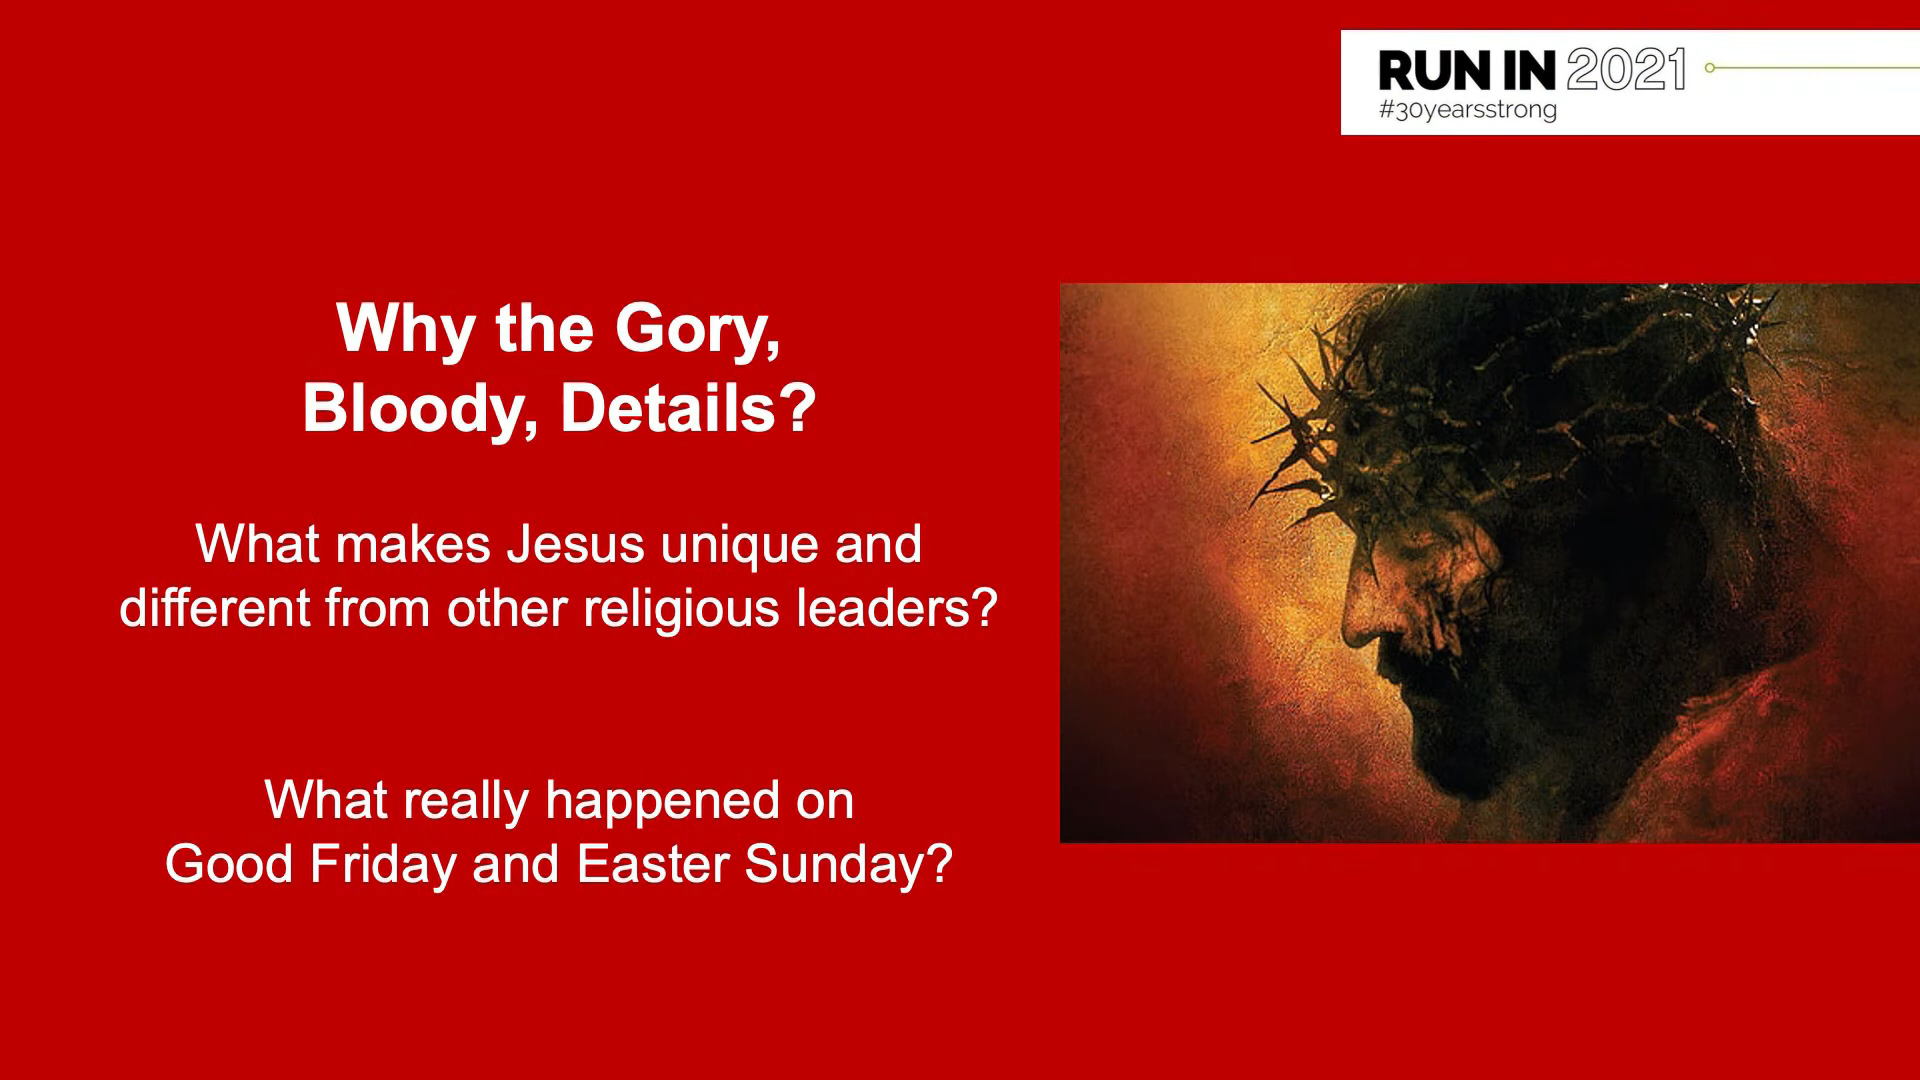 RUN IN 2021
#30yearsstrong
Why the Gory,
Bloody, Details?
What makes Jesus unique and
different from other religious leaders?
What really happened on
Good Friday and Easter Sunday?